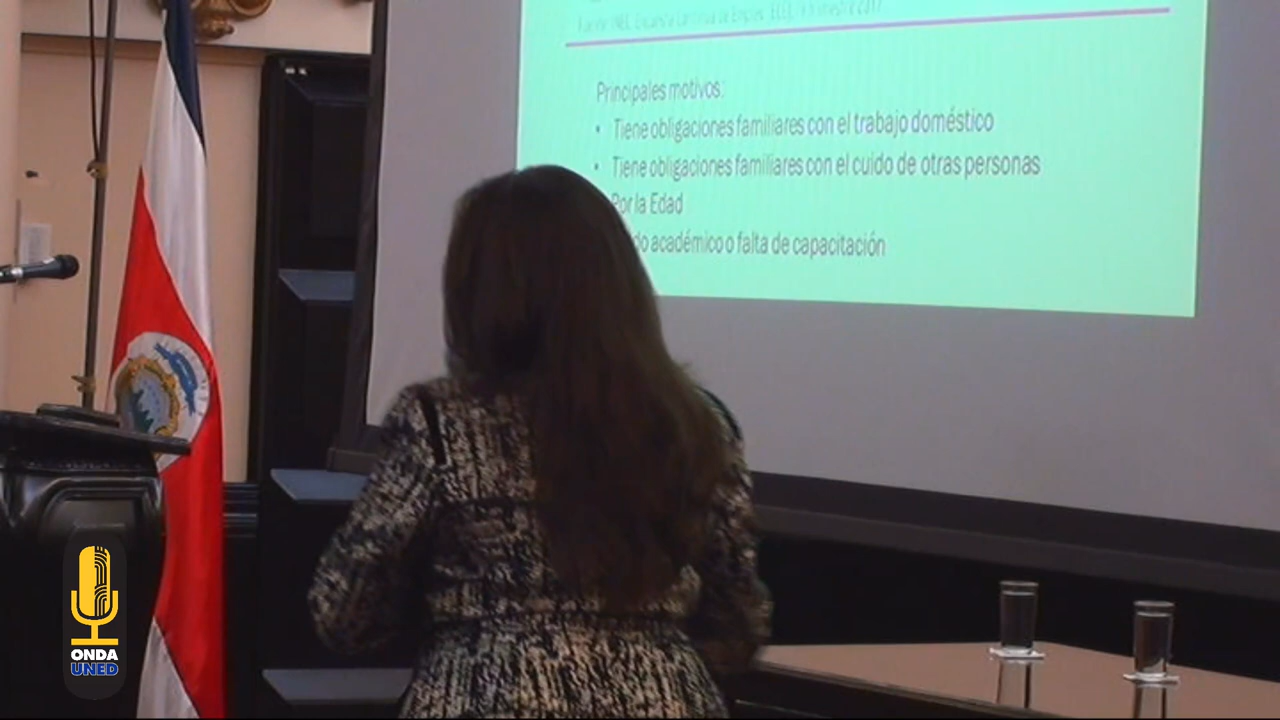 Principales motivos:
• Tiene obligaciones familiares con el trabajo doméstico
• Tiene obligaciones familiares con el cuido de otras personas
Por la Edad
académico o falta de capacitación
ONDA
UNED